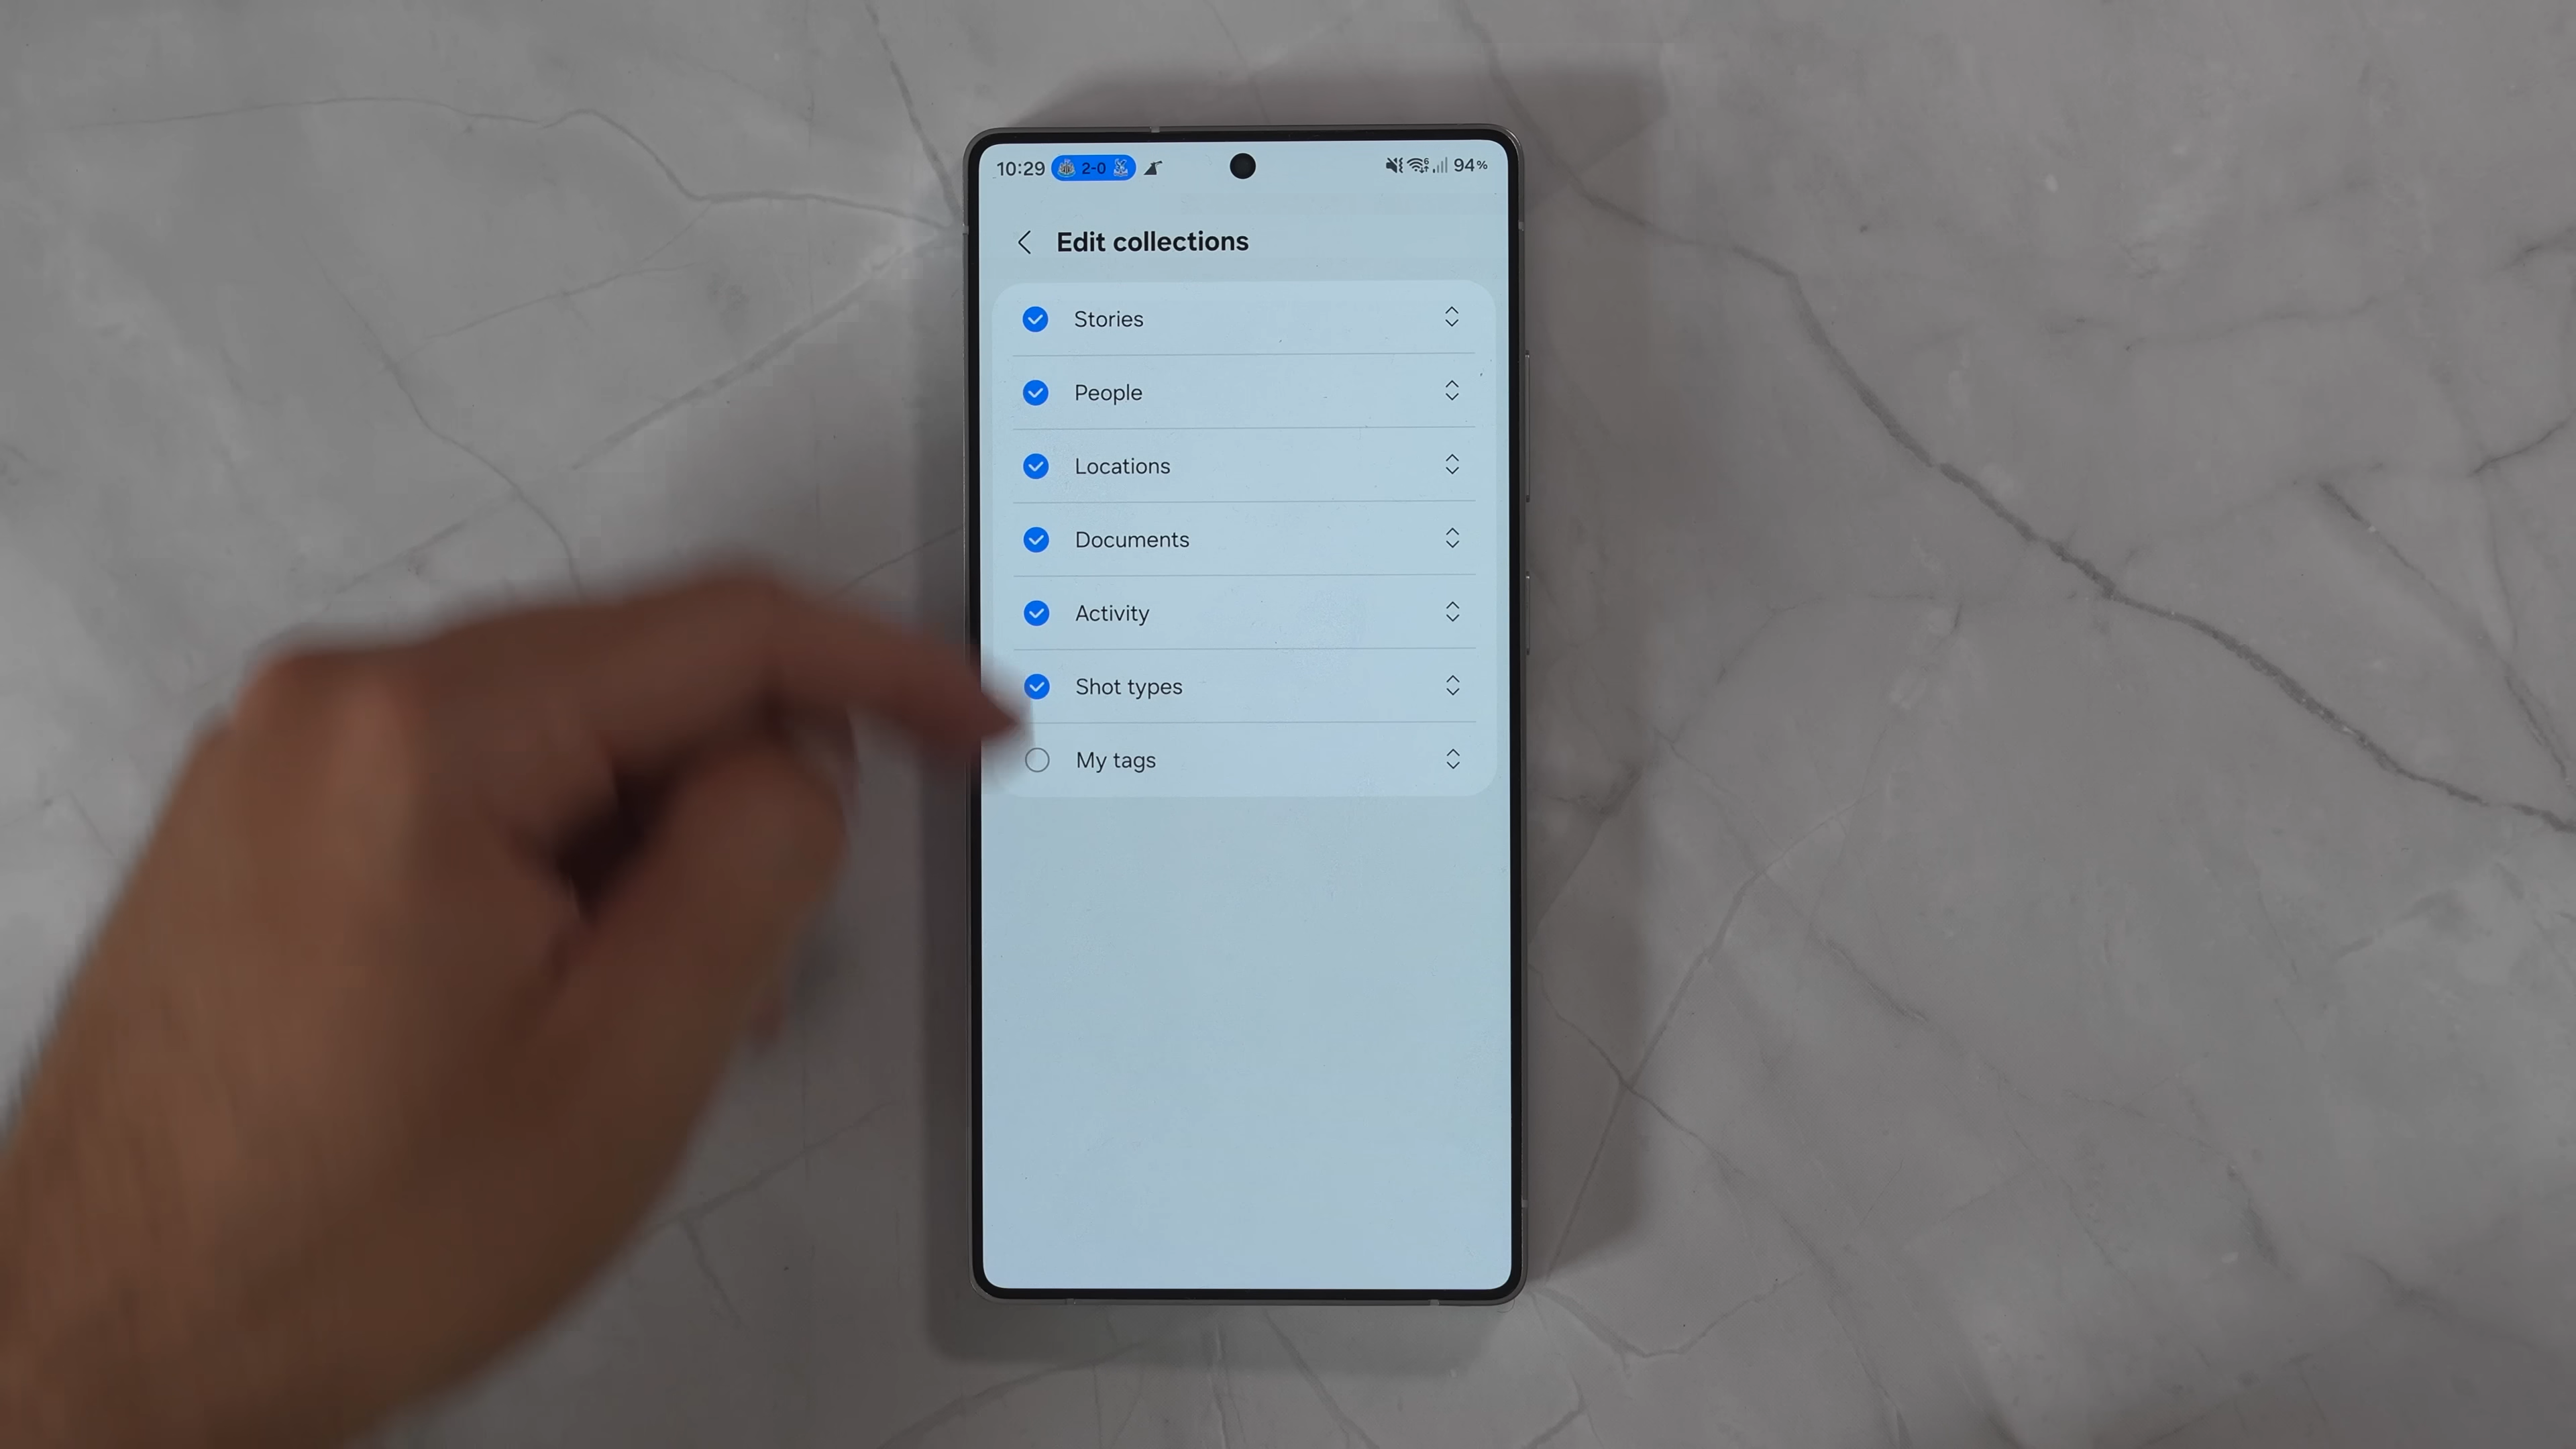 10:29 2-0 94%
Edit collections
Stories
People
Locations
Documents
Activity
Shot types
My tags